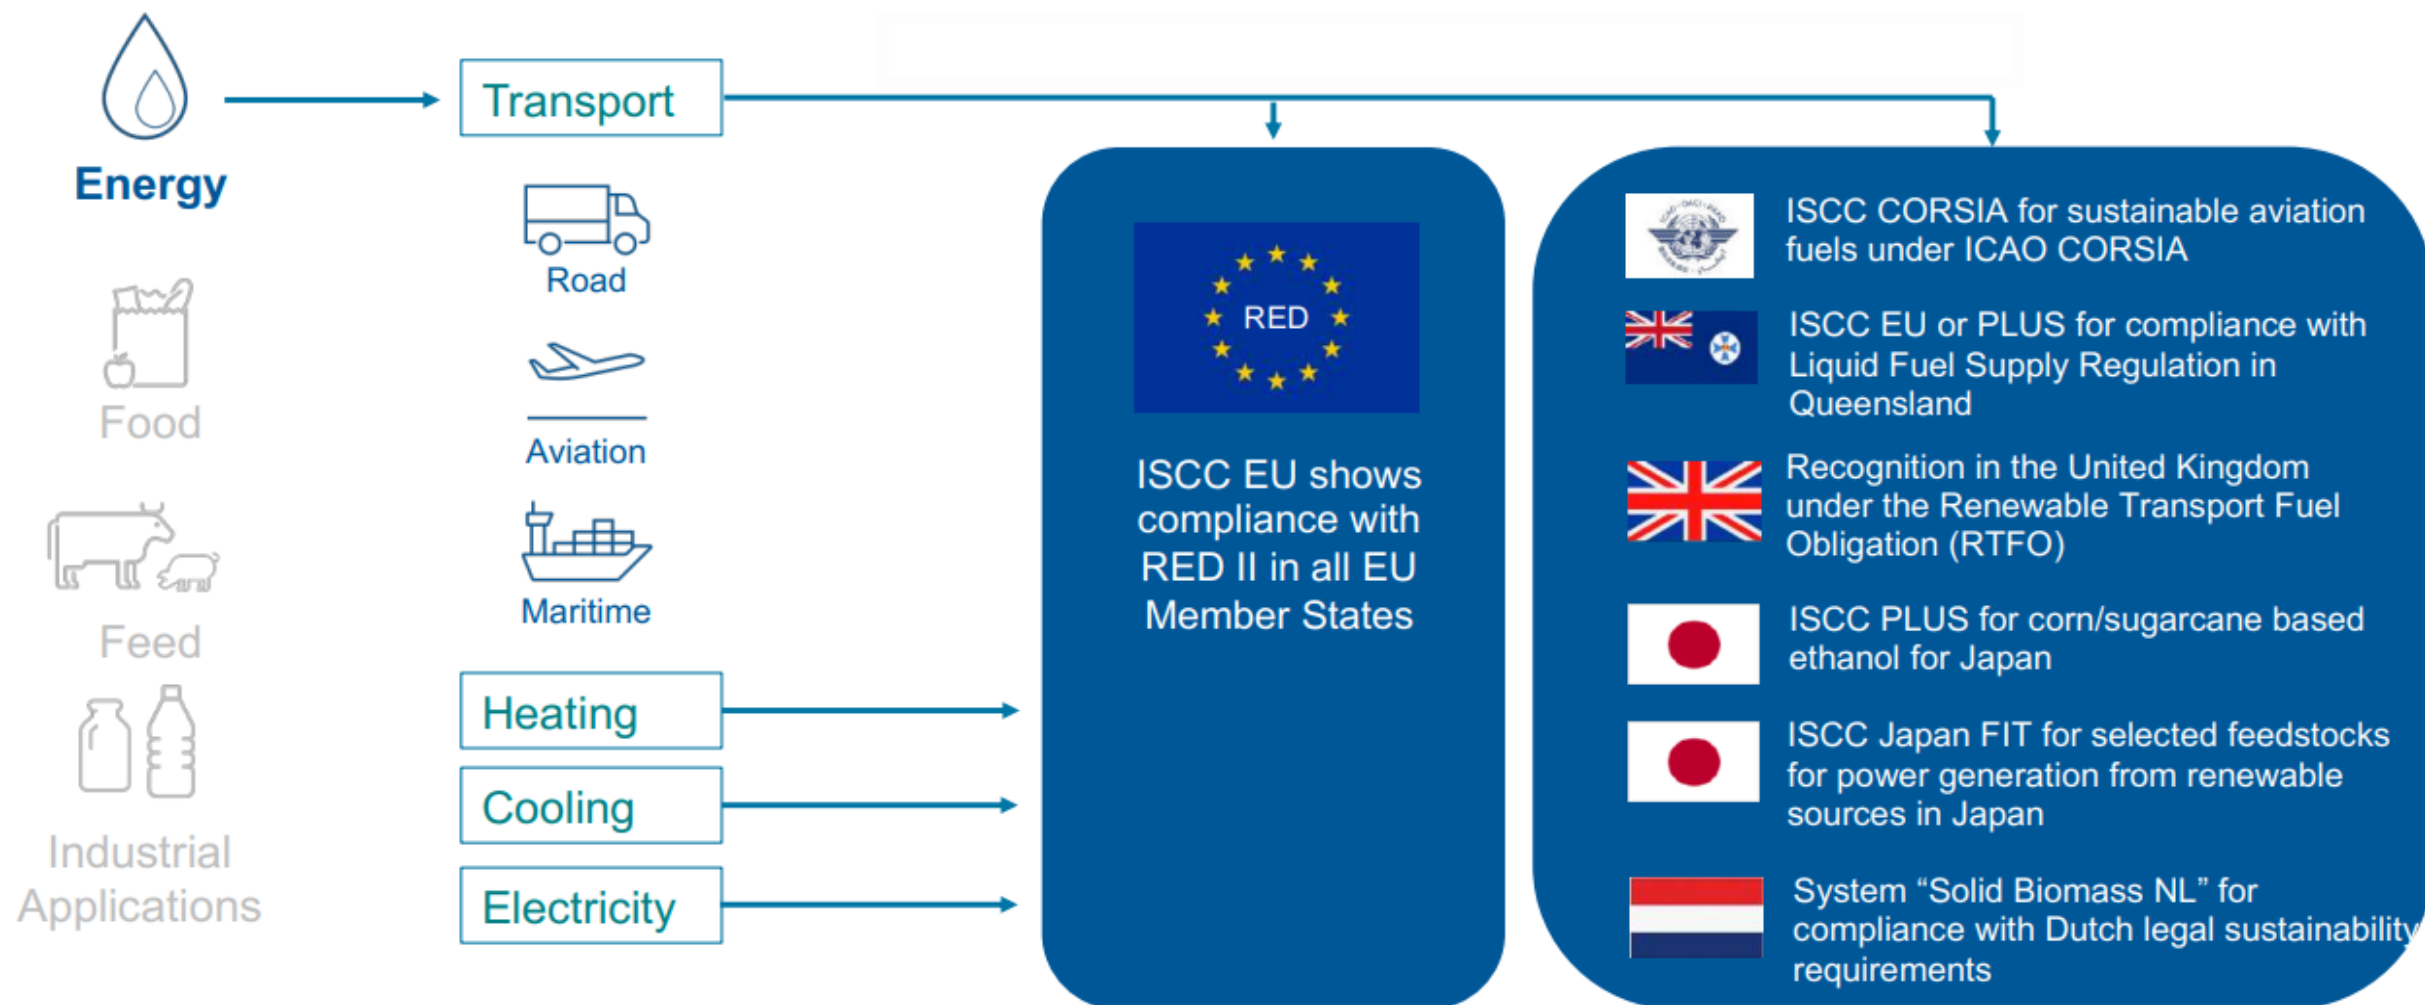 Energy
Food
Feed
Industrial
Applications
Transport
Road
Aviation
Maritime
Heating
Cooling
Electricity
RED
ISCC EU shows
compliance with
RED II in all EU
Member States
ISCC CORSIA for sustainable aviation
fuels under ICAO CORSIA
ISCC EU or PLUS for compliance with
Liquid Fuel Supply Regulation in
Queensland
Recognition in the United Kingdom
under the Renewable Transport Fuel
Obligation (RTFO)
ISCC PLUS for corn/sugarcane based
ethanol for Japan
ISCC Japan FIT for selected feedstocks
for power generation from renewable
sources in Japan
System “Solid Biomass NL” for
compliance with Dutch legal sustainability
requirements